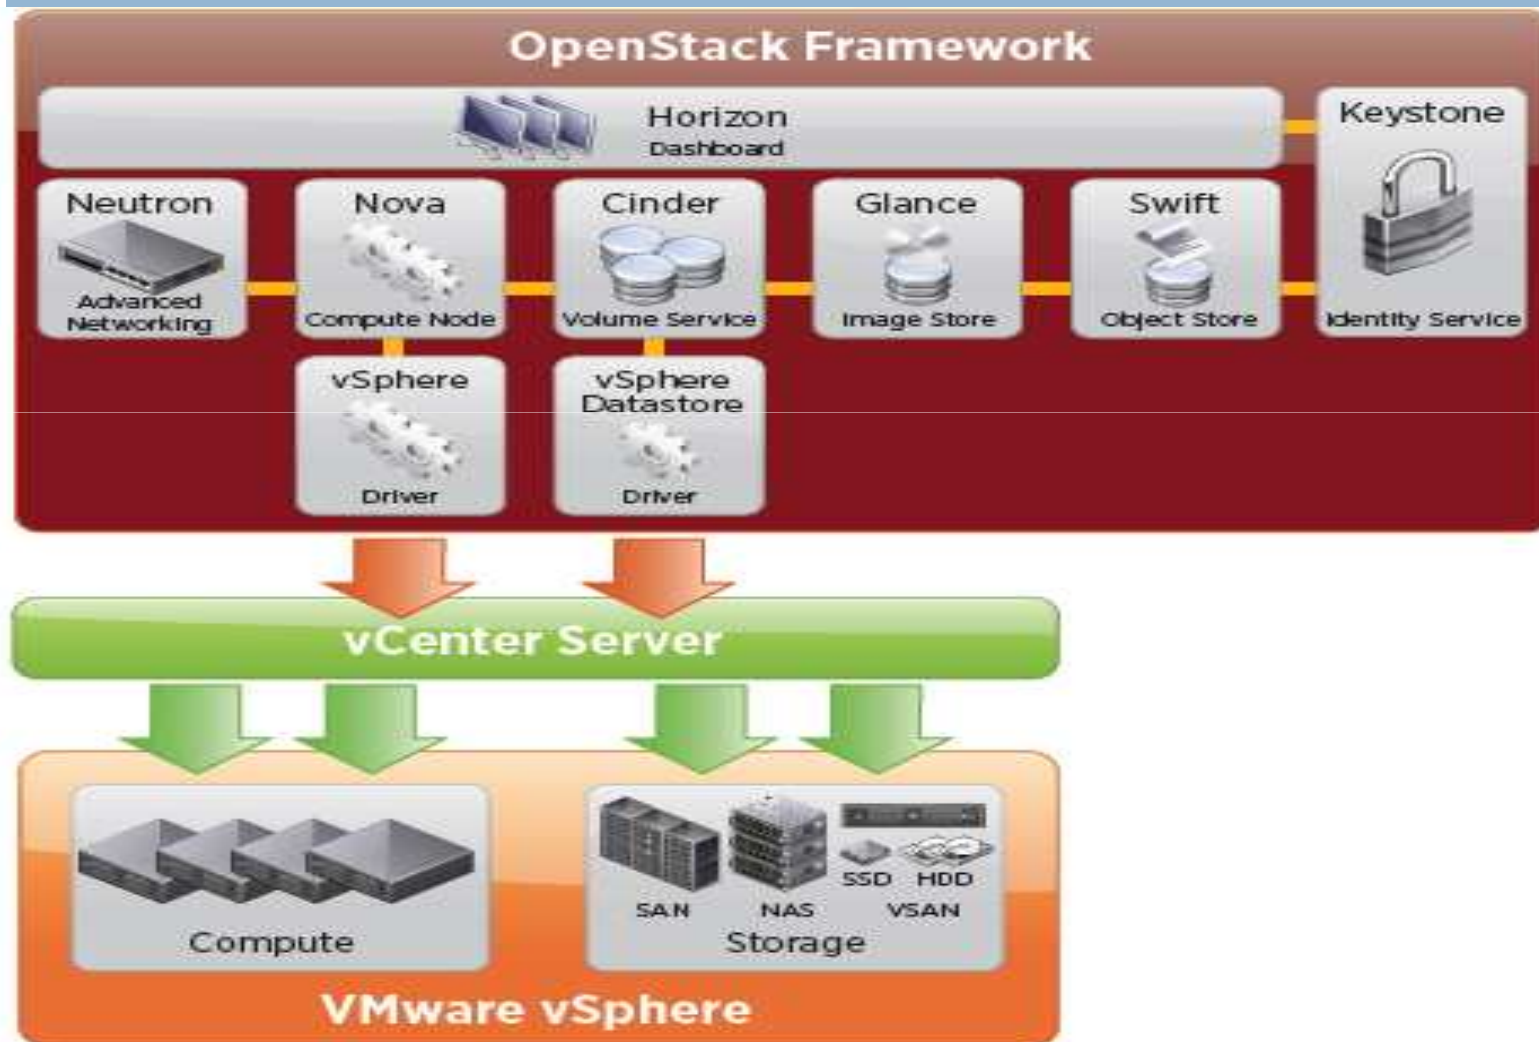 OpenStack Framework
Horizon
Dashboard
Keystone
Identity Service
Neutron
Advanced
Networking
Nova
Compute Node
Cinder
Volume Service
Glance
Image Store
Swift
Object Store
vSphere
Driver
vSphere
Datastore
Driver
vCenter Server
Compute
SAN
NAS
SSD
HDD
VSAN
Storage
VMware vSphere